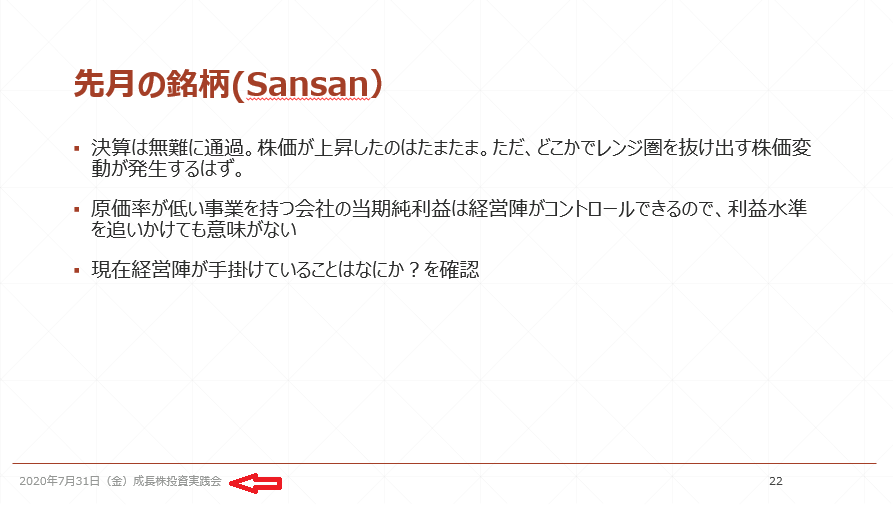 先月の銘柄(Sansan）
▪ 決算は無難に通過。株価が上昇したのはたまたま。ただ、どこかでレンジ圏を抜け出す株価変
動が発生するはず。
▪ 原価率が低い事業を持つ会社の当期純利益は経営陣がコントロールできるので、利益水準
を追いかけても意味がない
▪ 現在経営陣が手掛けていることはなにか？を確認
2020年7月31日（金）成長株投資実践会
22